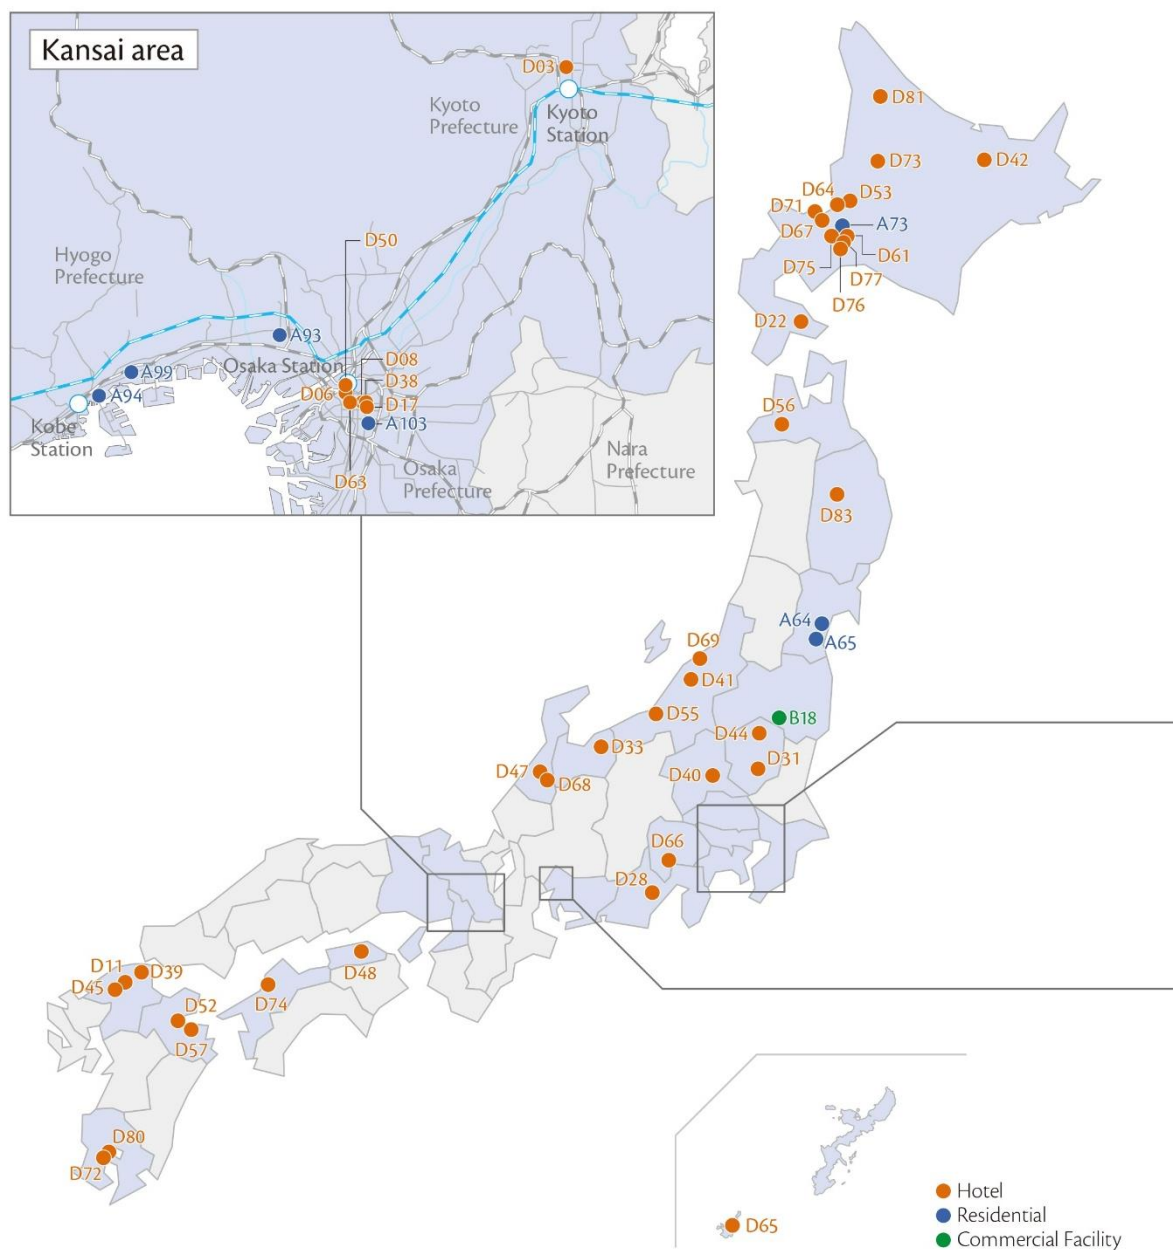 Kansai area
D03
Kyoto
Prefecture
Kyoto
Station
D50
Hyogo
Prefecture
A93
Osaka Station
D08
A99
D38
D06
D17
A94
A103
Kobe
Station
Nara
Prefecture
Osaka
Prefecture
D63
D81
D73
D42
D64
D53
D71
A73
D67
D61
D75
D77
D76
D22
D56
D83
A64
A65
D69
D41
D55
B18
D44
D33
D31
D47
D40
D68
D66
D28
D48
D11
D39
D45
D74
D52
D57
D80
D72
D65
Hotel
Residential
Commercial Facility